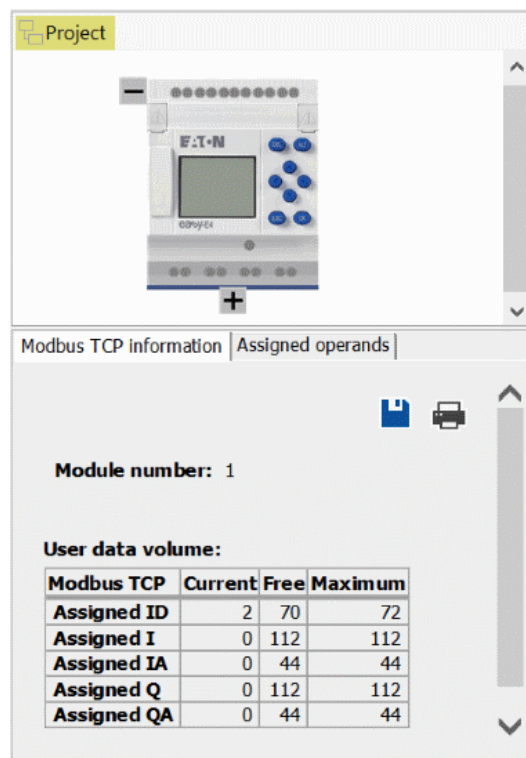 Project
EATON
easyE4
Modbus TCP information Assigned operands
Module number: 1
User data volume:
Modbus TCP Current Free Maximum
Assigned ID 2 70 72
Assigned I 0 112 112
Assigned IA 0 44 44
Assigned Q 0 112 112
Assigned QA 0 44 44